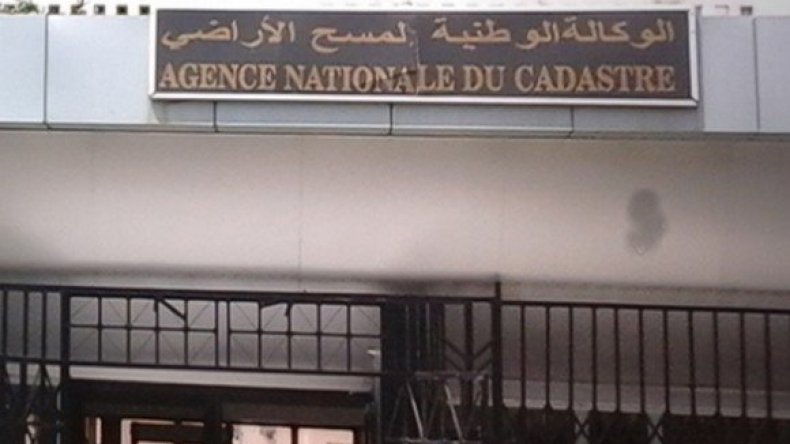 الوكالة الوطنية لمسح الأراضي
AGENCE NATIONALE DU CADASTRE